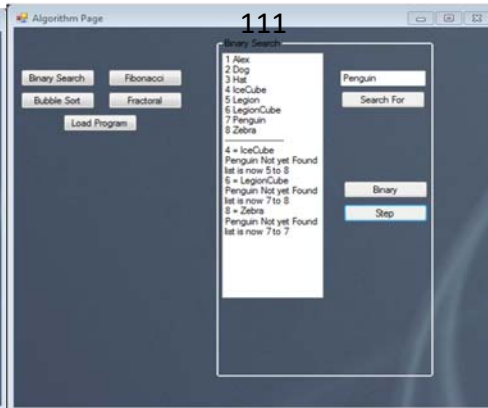 111
Algorithm Page
Binary Search
Fibonacci
Bubble Sort
Fractoral
Load Program
Binary Search
1 Alex
2 Dog
3 Hat
4 IceCube
5 Legion
6 LegionCube
7 Penguin
8 Zebra
--------------------
4 = IceCube
Penguin Not yet Found
list is now 5 to 8
6 = LegionCube
Penguin Not yet Found
list is now 7 to 8
8 = Zebra
Penguin Not yet Found
list is now 7 to 7
Penguin
Search For
Binary
Step